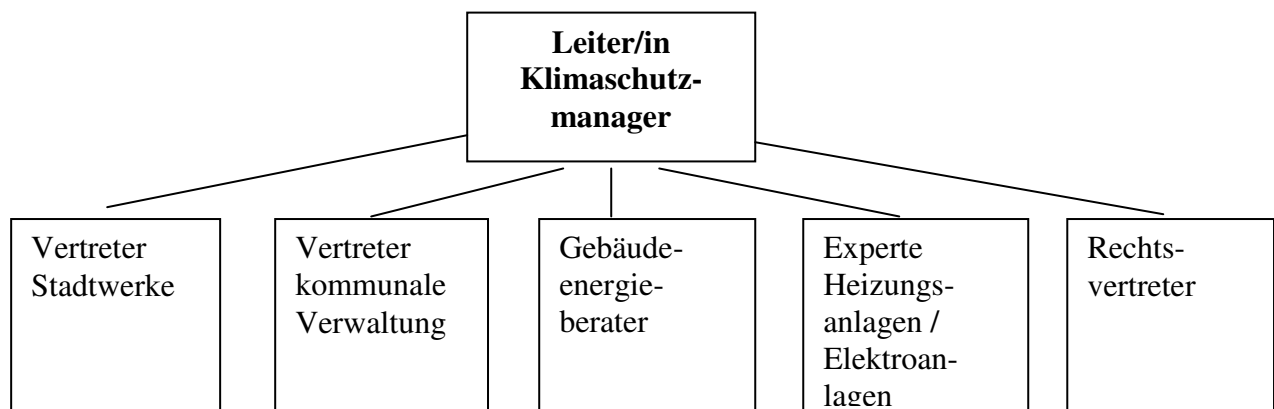 Leiter/in
Klimaschutz-
manager
Vertreter
Stadtwerke
Vertreter
kommunale
Verwaltung
Gebäude-
energie-
berater
Experte
Heizungs-
anlagen /
Elektroan-
lagen
Rechts-
vertreter